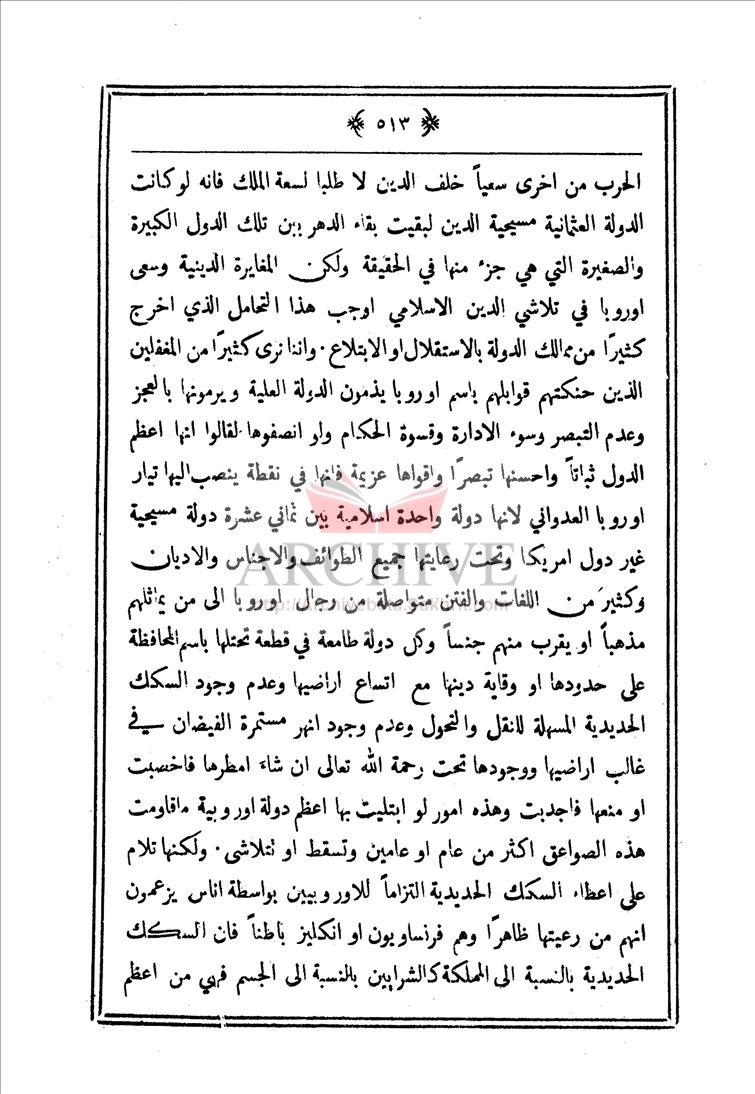 ﴿ ٥١٣ ﴾
الحرب من اخرى سعياً خلف الدين لا طلبا لسعة الملك فانه لو كانت
الدولة العثمانية مسيحية الدين لبقيت بقاء الدهر بين تلك الدول الكبيرة
والصغيرة التي هي جزء منها في الحقيقة ولكن المغايرة الدينية وسعى
اوروبا في تلاشي الدين الاسلامي اوجب هذا التحامل الذي اخرج
كثيرًا من ممالك الدولة بالاستقلال او الابتلاع . واننا نرى كثيرًا من المغفلين
الذين حنكتهم قوابلهم باسم اوروبا يذمون الدولة العلية ويرمونها بالعجز
وعدم التبصر وسوء الادارة وقسوة الحكام ولو انصفوها لقالوا انها اعظم
الدول ثباتاً واحسنها تبصرًا واقواها عزيمة فانها في نقطة ينصب اليها تيار
اوروبا العدواني لانها دولة واحدة اسلامية بين ثماني عشرة دولة مسيحية
غير دول امريكا وتحت رعايتها جميع الطوائف والاجناس والاديان
وكثير من اللغات والفتن متواصلة من رجال اوروبا الى من يماثلهم
مذهباً او يقرب منهم جنساً وكل دولة طامعة في قطعة تحتلها باسم المحافظة
على حدودها او وقاية دينها مع اتساع اراضيها وعدم وجود السكك
الحديدية المسهلة للنقل والتحول وعدم وجود انهر مستمرة الفيضان في
غالب اراضيها ووجودها تحت رحمة الله تعالى ان شاء امطرها فاخصبت
او منعها فاجدبت وهذه امور لو ابتليت بها اعظم دولة اوروبية ماقاومت
هذه الصواعق اكثر من عام او عامين وتسقط او تتلاشى . ولكنها تلام
على اعطاء السكك الحديدية التزاماً للاوروبيين بواسطة اناس يزعمون
انهم من رعيتها ظاهرًا وهم فرنساويون او انكليز باطناً فان السكك
الحديدية بالنسبة الى المملكة كالشرايين بالنسبة الى الجسم فهي من اعظم
ARCHIVE